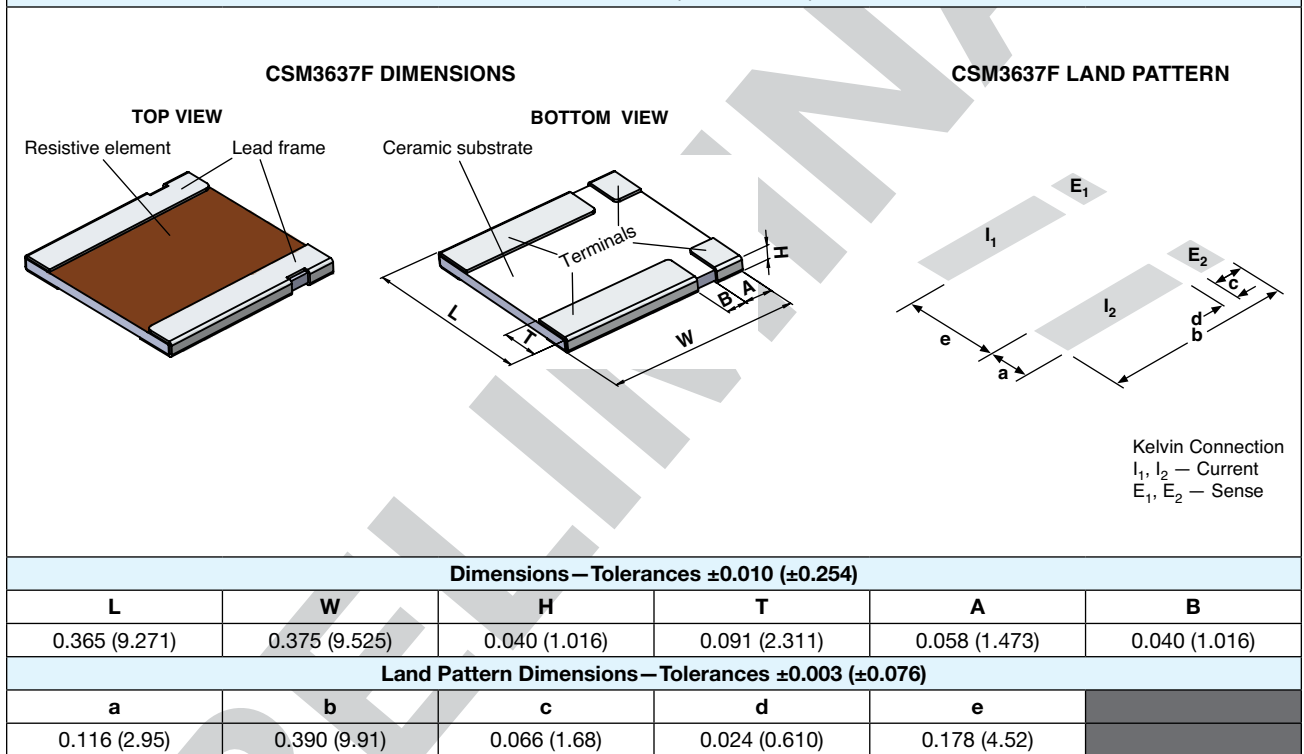 CSM3637F DIMENSIONS
CSM3637F LAND PATTERN
TOP VIEW
BOTTOM VIEW
Resistive element
Lead frame
Ceramic substrate
Terminals
H
A
B
L
T
W
E1
I1
E2
I2
c
d
b
e
a
Kelvin Connection
I1, I2 — Current
E1, E2 — Sense
Dimensions—Tolerances ±0.010 (±0.254)
L W H T A B
0.365 (9.271) 0.375 (9.525) 0.040 (1.016) 0.091 (2.311) 0.058 (1.473) 0.040 (1.016)
Land Pattern Dimensions—Tolerances ±0.003 (±0.076)
a b c d e
0.116 (2.95) 0.390 (9.91) 0.066 (1.68) 0.024 (0.610) 0.178 (4.52)